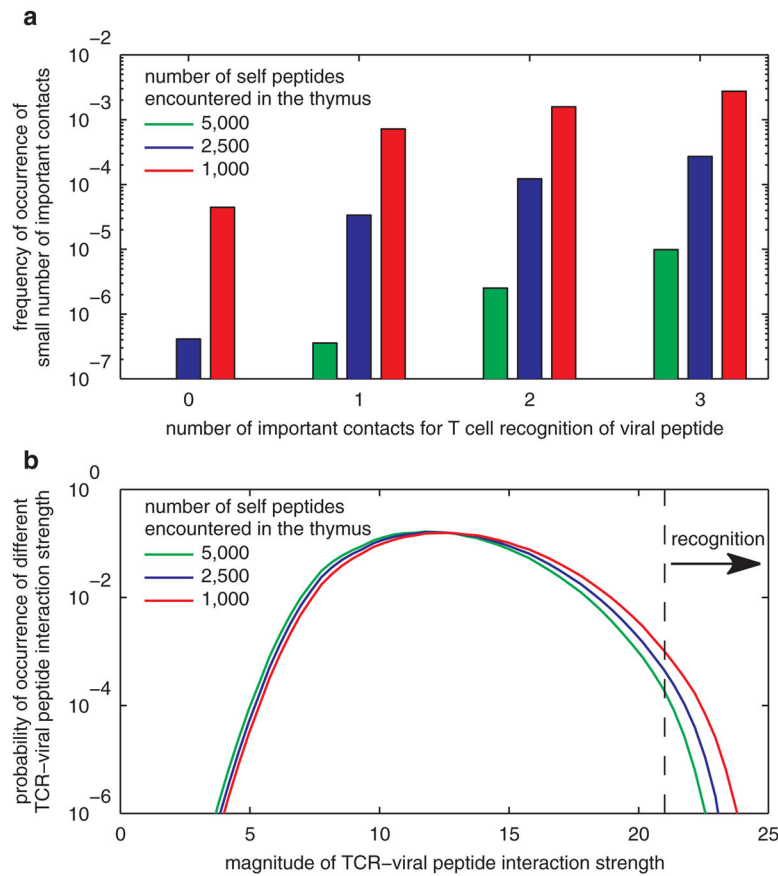 a
frequency of occurrence of
small number of important contacts
10^−2
10^−3
10^−4
10^−5
10^−6
10^−7
number of self peptides
encountered in the thymus
5,000
2,500
1,000
0 1 2 3
number of important contacts for T cell recognition of viral peptide
b
probability of occurrence of different
TCR−viral peptide interaction strength
10^0
10^−2
10^−4
10^−6
number of self peptides
encountered in the thymus
5,000
2,500
1,000
recognition
0 5 10 15 20 25
magnitude of TCR−viral peptide interaction strength